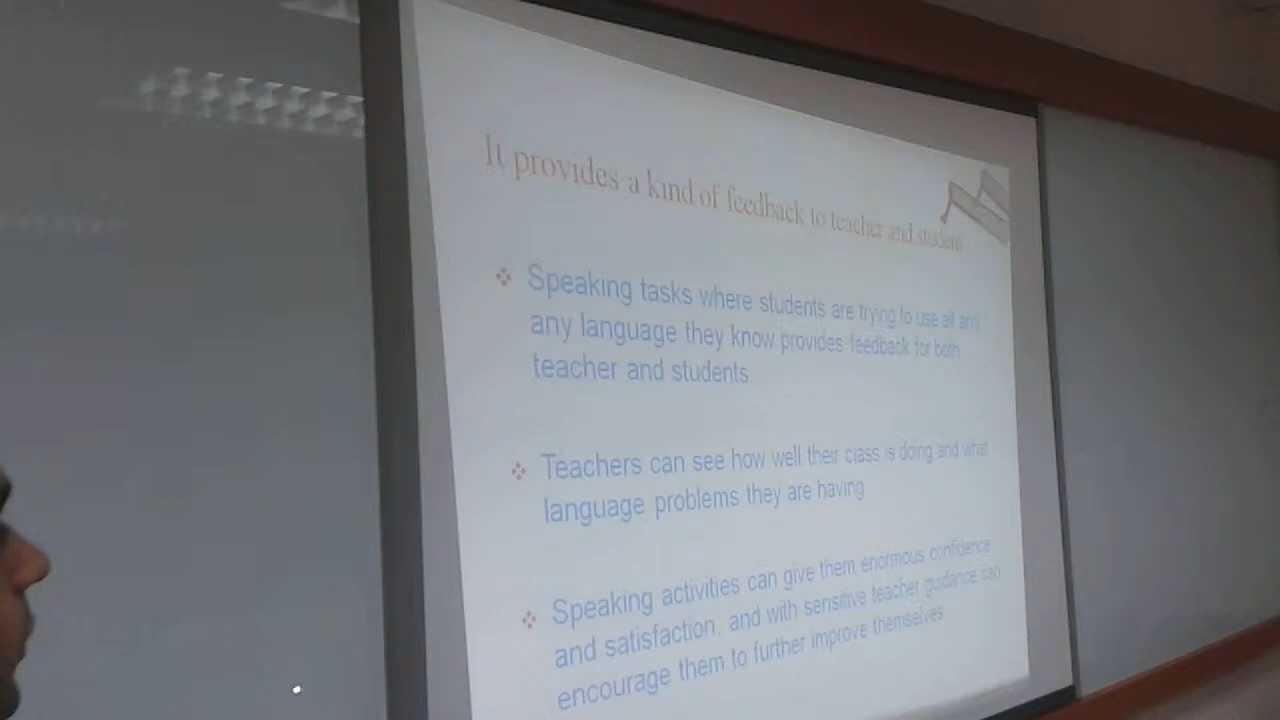 It provides a kind of feedback to teacher and student
Speaking tasks where students are trying to use all and
any language they know provides feedback for both
teacher and students
Teachers can see how well their class is doing and what
language problems they are having
Speaking activities can give them enormous confidence
and satisfaction, and with sensitive teacher guidance can
encourage them to further improve themselves